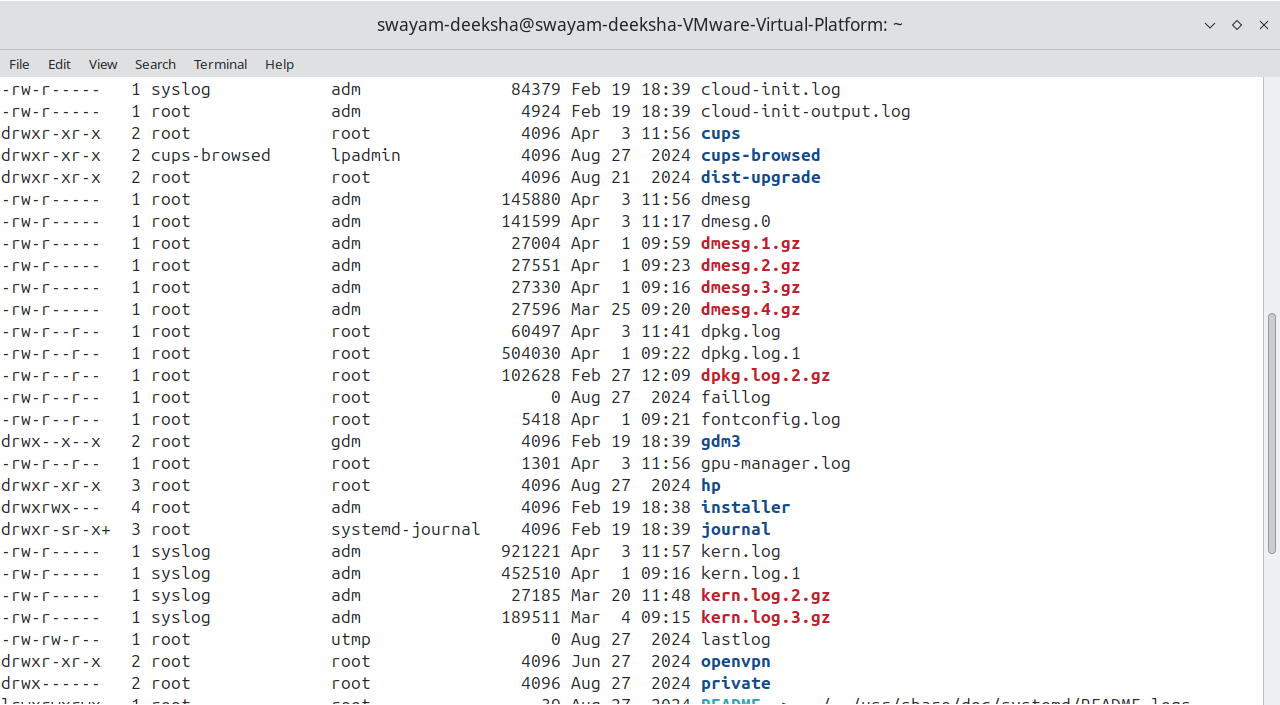 swayam-deeksha@swayam-deeksha-VMware-Virtual-Platform: ~
File Edit View Search Terminal Help
-rw-r----- 1 syslog adm 84379 Feb 19 18:39 cloud-init.log
-rw-r----- 1 root adm 4924 Feb 19 18:39 cloud-init-output.log
drwxr-xr-x 2 root root 4096 Apr 3 11:56 cups
drwxr-xr-x 2 cups-browsed lpadmin 4096 Aug 27 2024 cups-browsed
drwxr-xr-x 2 root root 4096 Aug 21 2024 dist-upgrade
-rw-r----- 1 root adm 145880 Apr 3 11:56 dmesg
-rw-r----- 1 root adm 141599 Apr 3 11:17 dmesg.0
-rw-r----- 1 root adm 27004 Apr 1 09:59 dmesg.1.gz
-rw-r----- 1 root adm 27551 Apr 1 09:23 dmesg.2.gz
-rw-r----- 1 root adm 27330 Apr 1 09:16 dmesg.3.gz
-rw-r----- 1 root adm 27596 Mar 25 09:20 dmesg.4.gz
-rw-r--r-- 1 root root 60497 Apr 3 11:41 dpkg.log
-rw-r--r-- 1 root root 504030 Apr 1 09:22 dpkg.log.1
-rw-r--r-- 1 root root 102628 Feb 27 12:09 dpkg.log.2.gz
-rw-r--r-- 1 root root 0 Aug 27 2024 faillog
-rw-r--r-- 1 root root 5418 Apr 1 09:21 fontconfig.log
drwx--x--x 2 root gdm 4096 Feb 19 18:39 gdm3
-rw-r--r-- 1 root root 1301 Apr 3 11:56 gpu-manager.log
drwxr-xr-x 3 root root 4096 Aug 27 2024 hp
drwxrwx--- 4 root adm 4096 Feb 19 18:38 installer
drwxr-sr-x+ 3 root systemd-journal 4096 Feb 19 18:39 journal
-rw-r----- 1 syslog adm 921221 Apr 3 11:57 kern.log
-rw-r----- 1 syslog adm 452510 Apr 1 09:16 kern.log.1
-rw-r----- 1 syslog adm 27185 Mar 20 11:48 kern.log.2.gz
-rw-r----- 1 syslog adm 189511 Mar 4 09:15 kern.log.3.gz
-rw-rw-r-- 1 root utmp 0 Aug 27 2024 lastlog
drwxr-xr-x 2 root root 4096 Jun 27 2024 openvpn
drwx------ 2 root root 4096 Aug 27 2024 private
lrwxrwxrwx 1 root root 39 Aug 27 2024 README -> ../../usr/share/doc/systemd/README.logs